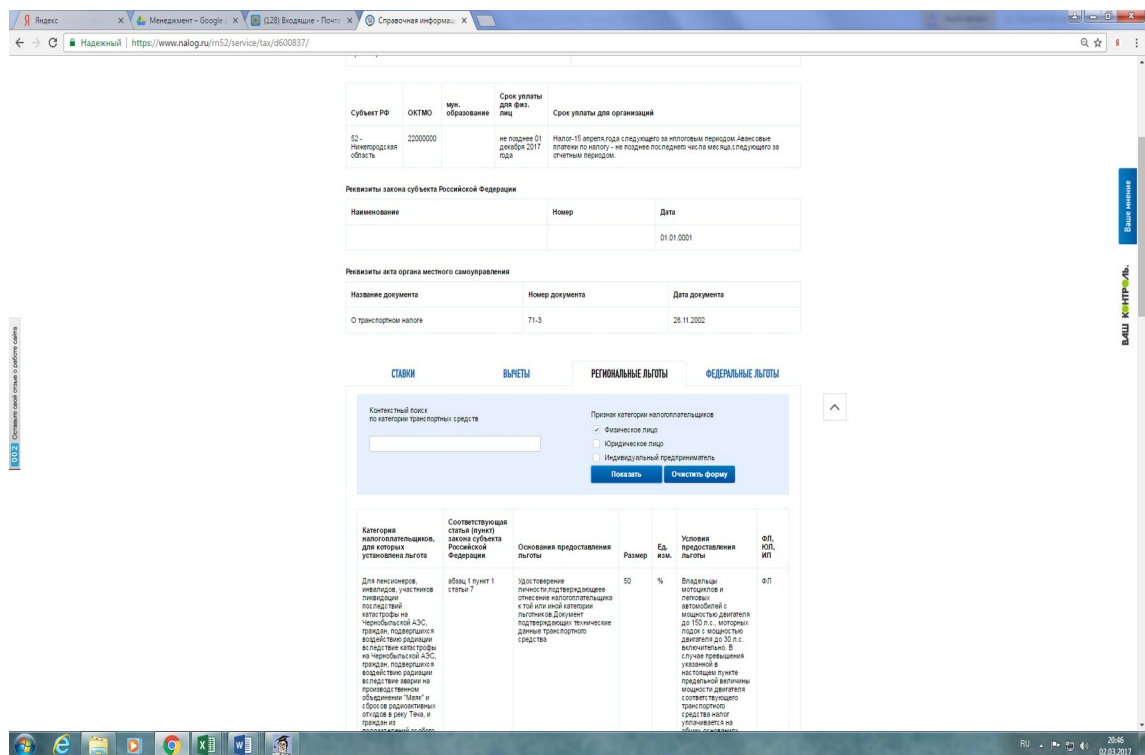 Яндекс
Менеджмент – Google
(128) Входящие - Почта
Справочная информац
Надежный | https://www.nalog.ru/rn52/service/tax/d600837/
Субъект РФ
ОКТМО
мун. образование
Срок уплаты для физ. лиц
Срок уплаты для организаций
52 -
Нижегородская
область
22000000
не позднее 01
декабря 2017
года
Налог-15 апреля,года следующего за нплоговым периодом.Авансовые
платежи по налогу - не позднее последнего числа месяца,следующего за
отчетным периодом.
Реквизиты закона субъекта Российской Федерации
Наименование
Номер
Дата
01.01.0001
Реквизиты акта органа местного самоуправления
Название документа
Номер документа
Дата документа
О транспортном налоге
71-З
28.11.2002
СТАВКИ
ВЫЧЕТЫ
РЕГИОНАЛЬНЫЕ ЛЬГОТЫ
ФЕДЕРАЛЬНЫЕ ЛЬГОТЫ
Контекстный поиск
по категории транспортных средств
Признак категории налогоплательщиков
Физическое лицо
Юридическое лицо
Индивидуальный предприниматель
Показать
Очистить форму
Категория
налогоплательщиков,
для которых
установлена льгота
Соответствующая
статья (пункт)
закона субъекта
Российской
Федерации
Основания предоставления
льготы
Размер
Ед.
изм.
Условия
предоставления
льготы
ФЛ,
ЮЛ,
ИП
Для пенсионеров,
инвалидов, участников
ликвидации
последствий
катастрофы на
Чернобыльской АЭС,
граждан, подвергшихся
воздействию радиации
вследствие катастрофы
на Чернобыльской АЭС,
граждан, подвергшихся
воздействию радиации
вследствие аварии на
производственном
объединении "Маяк" и
сбросов радиоактивных
отходов в реку Теча, и
граждан из
подразделений особого
абзац 1 пункт 1
статьи 7
Удостоверение
личности,подтверждающеее
отнесение налогоплательщика
к той или иной категории
льготников.Документ
подтверждающих технические
данные транспортного
средства
50
%
Владельцы
мотоциклов и
легковых
автомобилей с
мощностью двигателя
до 150 л.с., моторных
лодок с мощностью
двигателя до 30 л.с.
включительно. В
случае превышения
указанной в
настоящем пункте
предельной величины
мощности двигателя
соответствующего
транспортного
средства налог
уплачивается на
общих основаниях
ФЛ
Ваше мнение
ВАШ КОНТРОЛЬ.
002 Оставьте свой отзыв о работе сайта
RU
20:46
02.03.2017